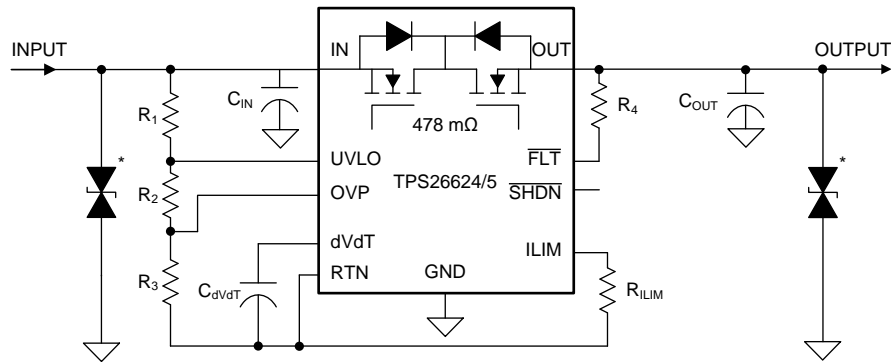 INPUT
IN
OUT
OUTPUT
R1
CIN
478 mΩ
R4
COUT
*
UVLO
FLT
*
R2
OVP
TPS26624/5
SHDN
dVdT
ILIM
R3
CdVdT
RTN
GND
RILIM